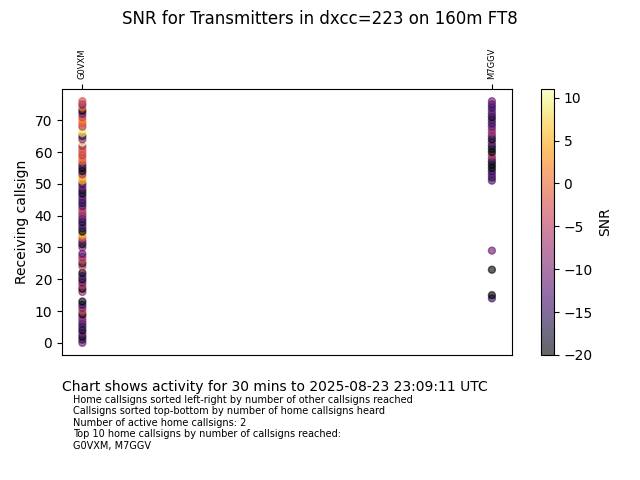 SNR for Transmitters in dxcc=223 on 160m FT8
G0VXM
M7GGV
70
60
50
40
30
20
10
0
Receiving callsign
10
5
0
−5
−10
−15
−20
SNR
Chart shows activity for 30 mins to 2025-08-23 23:09:11 UTC
Home callsigns sorted left-right by number of other callsigns reached
Callsigns sorted top-bottom by number of home callsigns heard
Number of active home callsigns: 2
Top 10 home callsigns by number of callsigns reached:
G0VXM, M7GGV